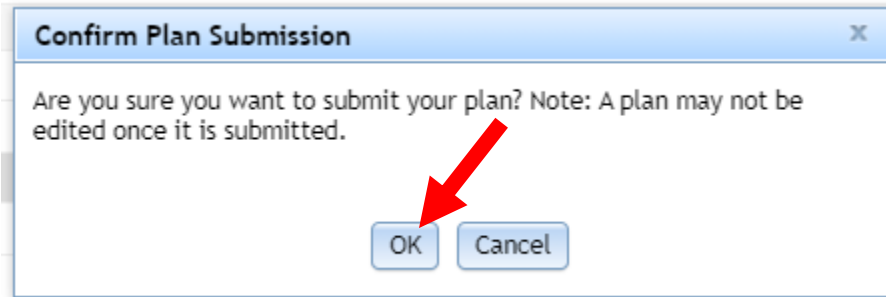 Confirm Plan Submission
x
Are you sure you want to submit your plan? Note: A plan may not be
edited once it is submitted.
OK
Cancel